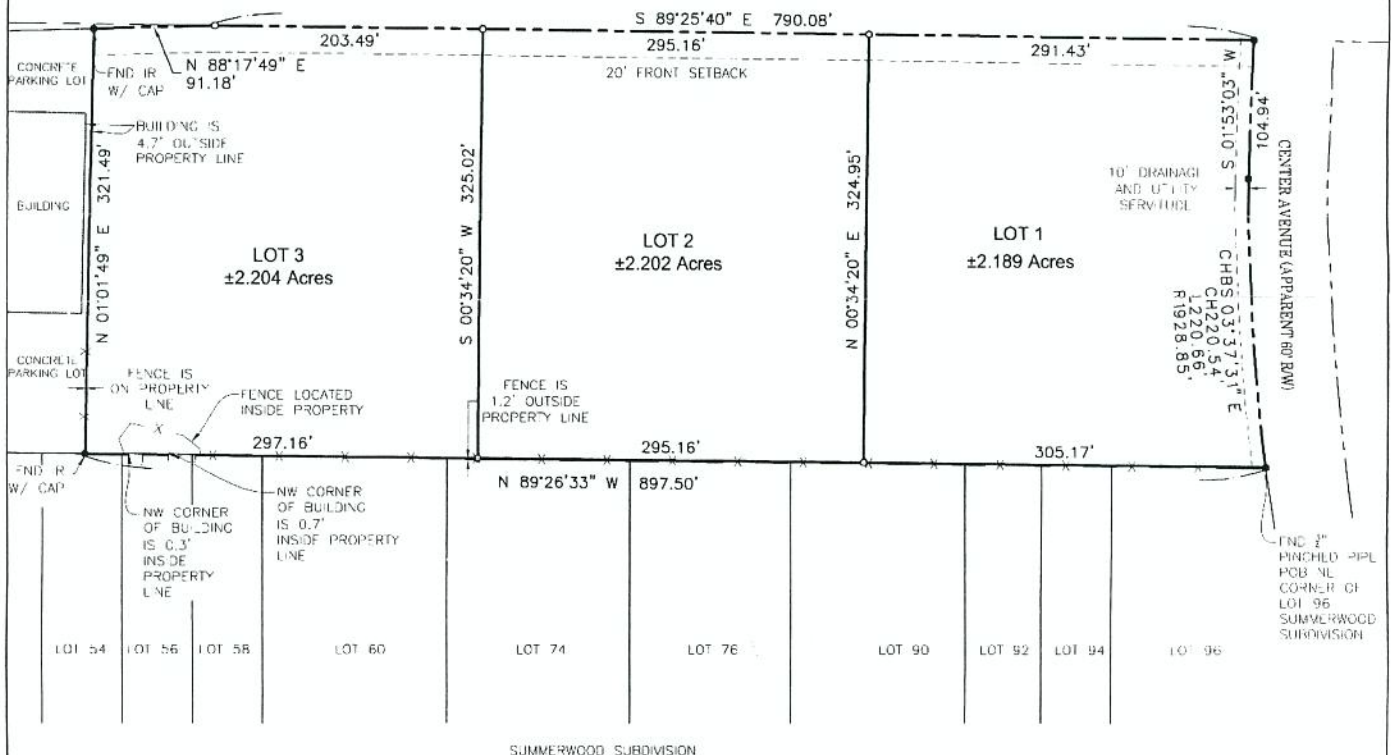 S 89°25'40" E 790.08'
203.49'
295.16'
291.43'
N 88°17'49" E
91.18'
20' FRONT SETBACK
CONCRETE
PARKING LOT
FND IR
W/ CAP
BUILDING IS
4.7' OUTSIDE
PROPERTY LINE
BUILDING
N 01°01'49" E 321.49'
S 00°34'20" W 325.02'
N 00°34'20" E 324.95'
S 01°53'03" W
104.94'
10' DRAINAGE
AND UTILITY
SERVITUDE
CENTER AVENUE (APPARENT 60' R/W)
CHBS 03°37'31" E
CH220.54'
L220.66'
R1928.85'
LOT 3
±2.204 Acres
LOT 2
±2.202 Acres
LOT 1
±2.189 Acres
CONCRETE
PARKING LOT
FENCE IS
ON PROPERTY
LINE
FENCE LOCATED
INSIDE PROPERTY
FENCE IS
1.2' OUTSIDE
PROPERTY LINE
297.16'
295.16'
305.17'
N 89°26'33" W 897.50'
FND IR
W/ CAP
NW CORNER
OF BUILDING
IS 0.3'
INSIDE
PROPERTY
LINE
NW CORNER
OF BUILDING
IS 0.7'
INSIDE PROPERTY
LINE
FND
PINCHED PIPE
POB
CORNER OF
LOT 96
SUMMERWOOD
SUBDIVISION
LOT 54
LOT 56
LOT 58
LOT 60
LOT 74
LOT 76
LOT 90
LOT 92
LOT 94
LOT 96
SUMMERWOOD SUBDIVISION